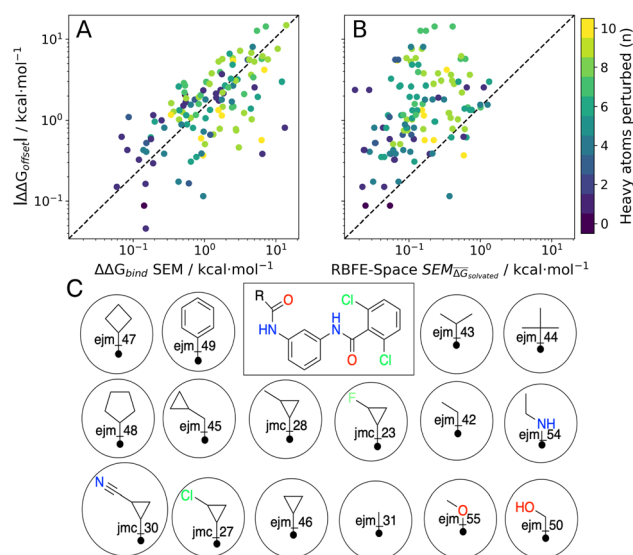 A
B
10¹
10⁰
10⁻¹
|ΔΔG_offset| / kcal·mol⁻¹
10⁻¹ 10⁰ 10¹
10⁻¹ 10⁰ 10¹
ΔΔG_bind SEM / kcal·mol⁻¹
RBFE-Space SEM_ΔG̅_solvated / kcal·mol⁻¹
10
8
6
4
2
0
Heavy atoms perturbed (n)
C
R
O
HN
H
N
O
Cl
Cl
ejm 47
ejm 49
ejm 43
ejm 44
ejm 48
ejm 45
jmc 28
F
jmc 23
ejm 42
NH
ejm 54
N
jmc 30
Cl
jmc 27
ejm 46
ejm 31
O
ejm 55
HO
ejm 50